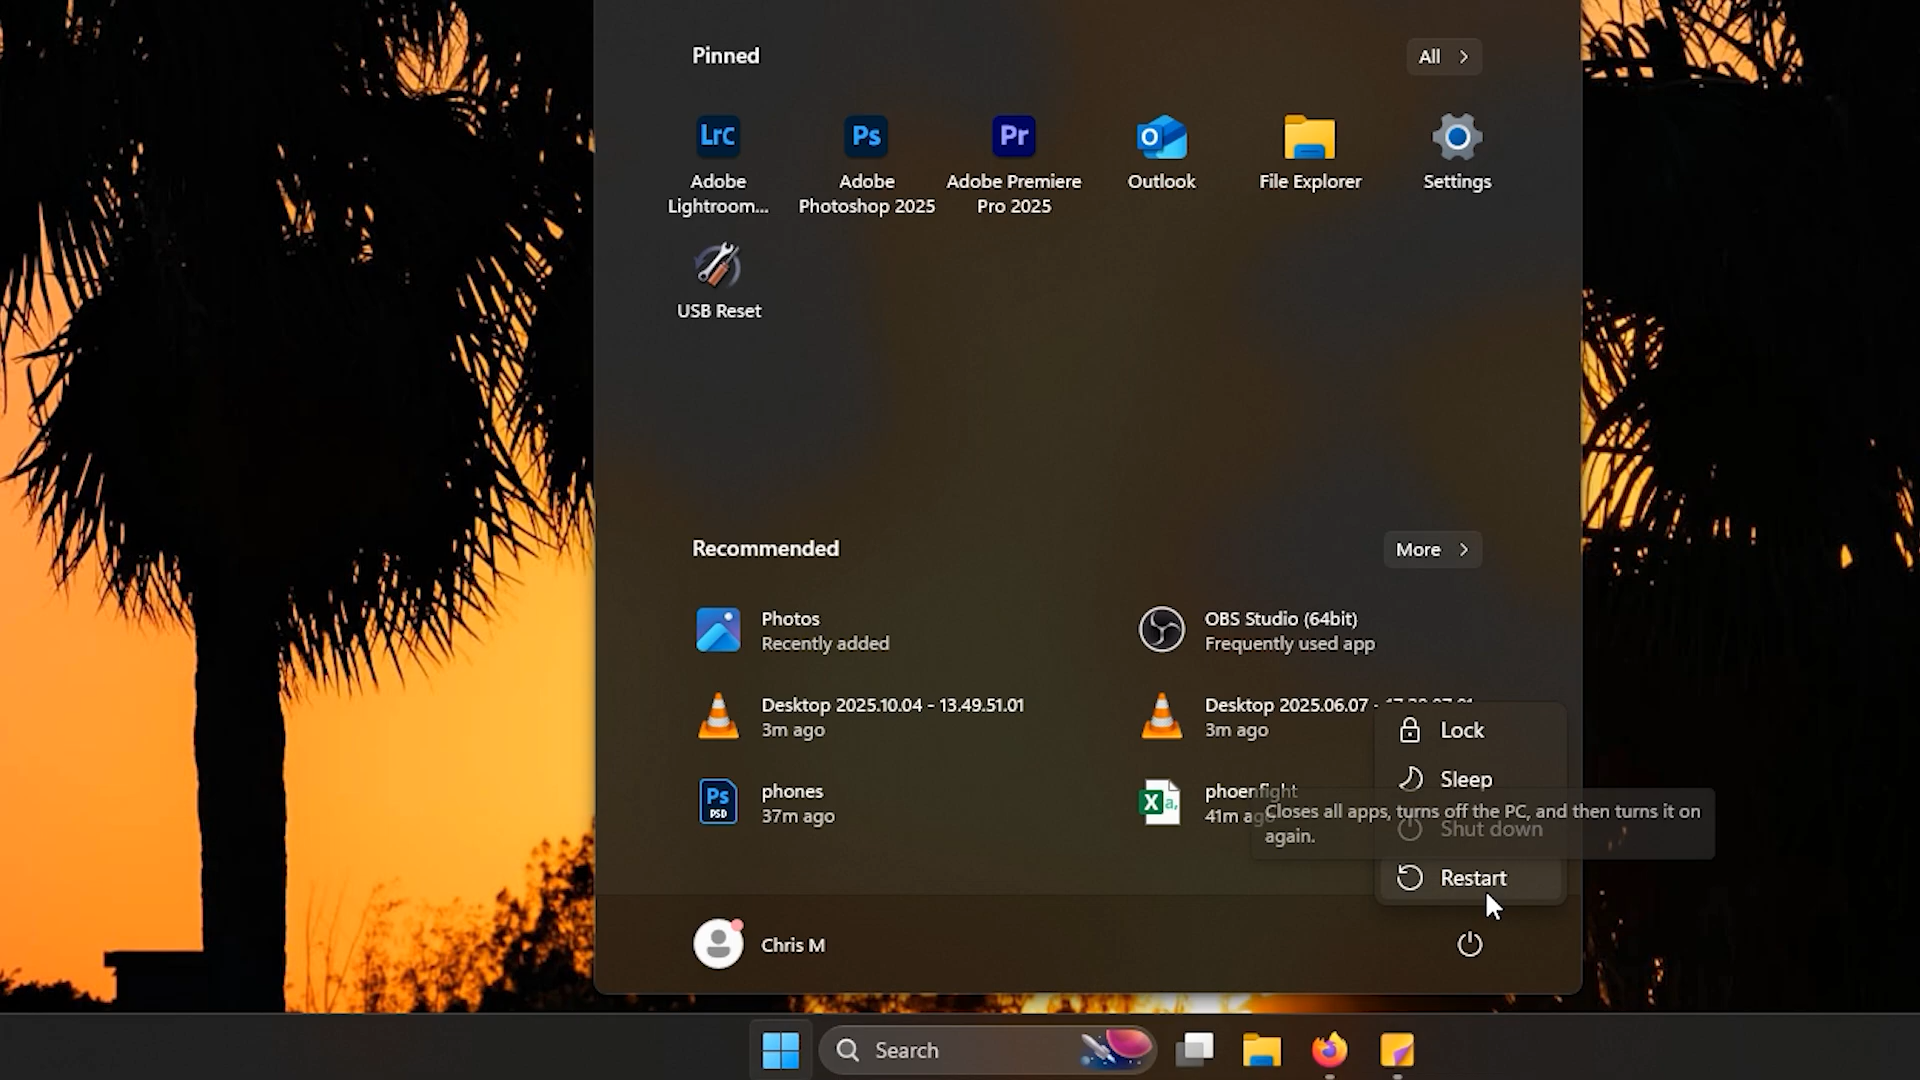 Pinned
All
Lrc
Ps
Pr
Adobe
Lightroom...
Adobe
Photoshop 2025
Adobe Premiere
Pro 2025
Outlook
File Explorer
Settings
USB Reset
Recommended
More
Photos
Recently added
OBS Studio (64bit)
Frequently used app
Desktop 2025.10.04 - 13.49.51.01
3m ago
Desktop 2025.06.07 -
3m ago
Lock
Sleep
Ps
PSD
phones
37m ago
41m ago
Closes all apps, turns off the PC, and then turns it on
again.
Shut down
Restart
Chris M
Search